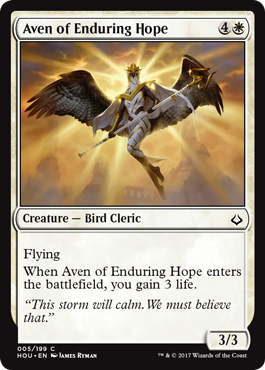 Aven of Enduring Hope 4
Creature — Bird Cleric
Flying
When Aven of Enduring Hope enters
the battlefield, you gain 3 life.
“This storm will calm. We must believe
that.”
3/3
005/199 C
HOU • EN JAMES RYMAN
™ & © 2017 Wizards of the Coast